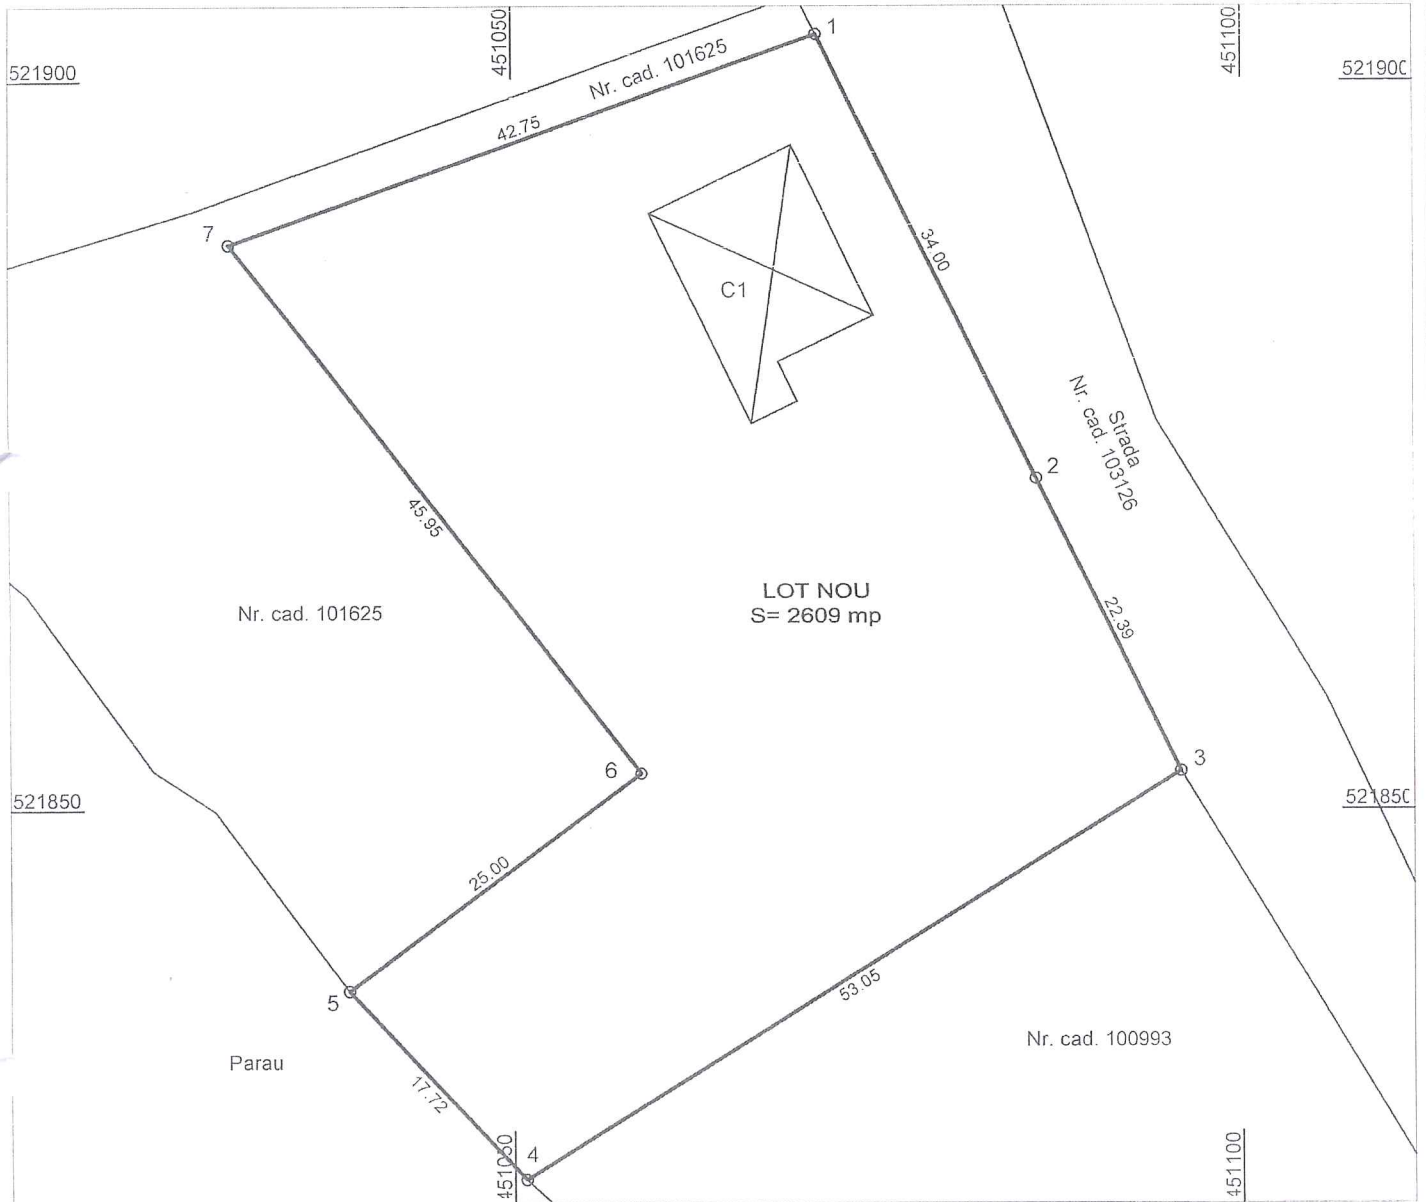 451050
1
451100
521900
521900
Nr. cad. 101625
42.75
7
34.00
C1
Strada
Nr. cad. 103126
2
45.95
LOT NOU
S= 2609 mp
Nr. cad. 101625
22.39
3
6
521850
521850
25.00
53.05
5
Nr. cad. 100993
Parau
17.72
4
451050
451100